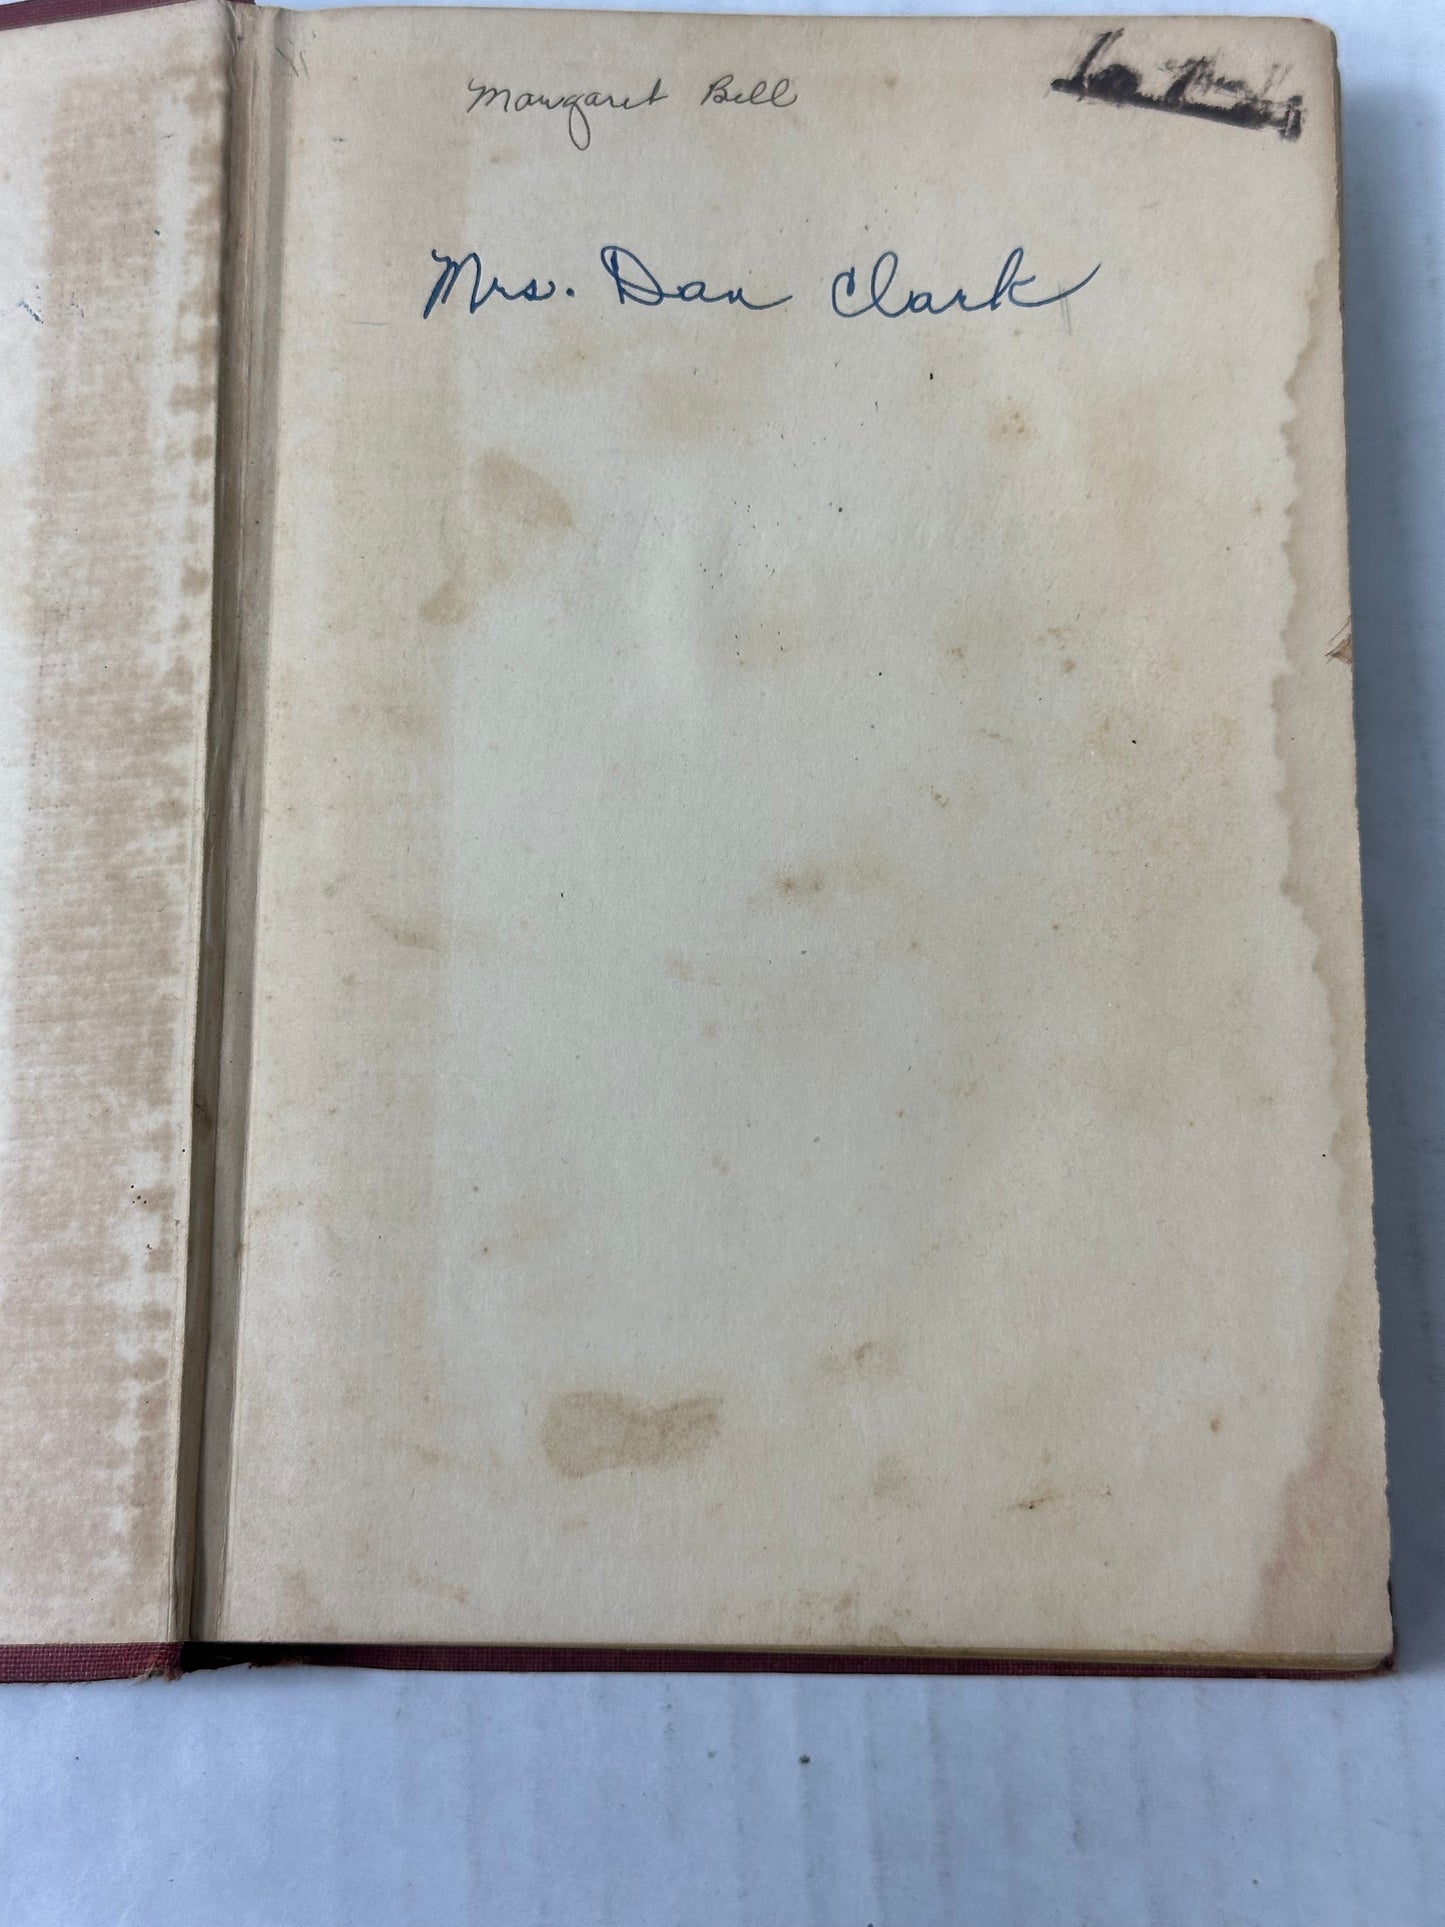 Margaret Bell
Mrs. Dan Clark